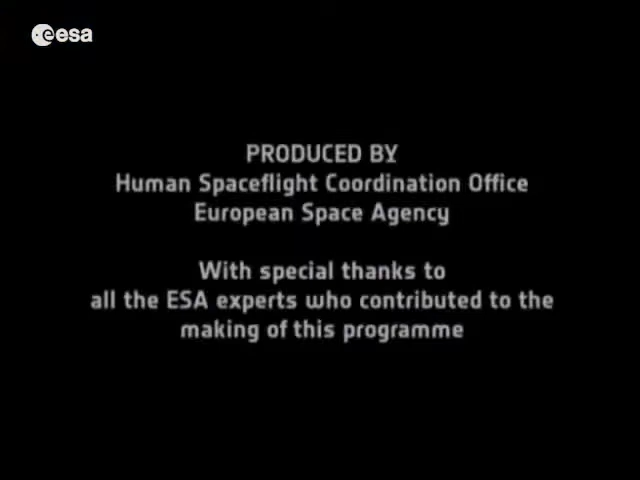 esa
PRODUCED BY
Human Spaceflight Coordination Office
European Space Agency
With special thanks to
all the ESA experts who contributed to the
making of this programme